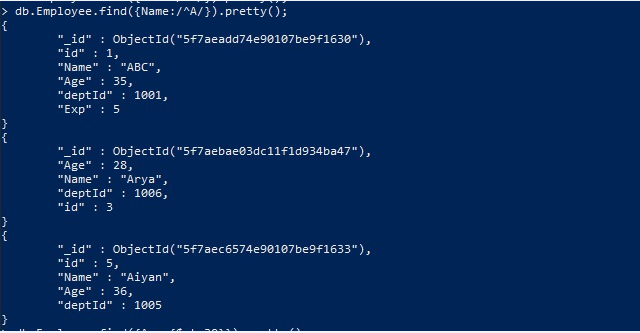 > db.Employee.find({Name:/^A/}).pretty();
{
        "_id" : ObjectId("5f7aeadd74e90107be9f1630"),
        "id" : 1,
        "Name" : "ABC",
        "Age" : 35,
        "deptId" : 1001,
        "Exp" : 5
}
{
        "_id" : ObjectId("5f7aebae03dc11f1d934ba47"),
        "Age" : 28,
        "Name" : "Arya",
        "deptId" : 1006,
        "id" : 3
}
{
        "_id" : ObjectId("5f7aec6574e90107be9f1633"),
        "id" : 5,
        "Name" : "Aiyan",
        "Age" : 36,
        "deptId" : 1005
}